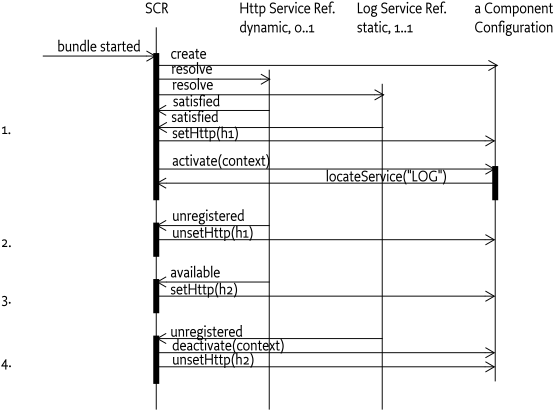 SCR
Http Service Ref.
dynamic, 0..1
Log Service Ref.
static, 1..1
a Component
Configuration
bundle started
create
resolve
resolve
satisfied
satisfied
1.
setHttp(h1)
activate(context)
locateService("LOG")
unregistered
2.
unsetHttp(h1)
available
3.
setHttp(h2)
unregistered
deactivate(context)
4.
unsetHttp(h2)